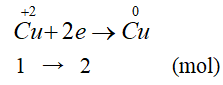 +2 0
Cu + 2e → Cu
1 → 2 (mol)